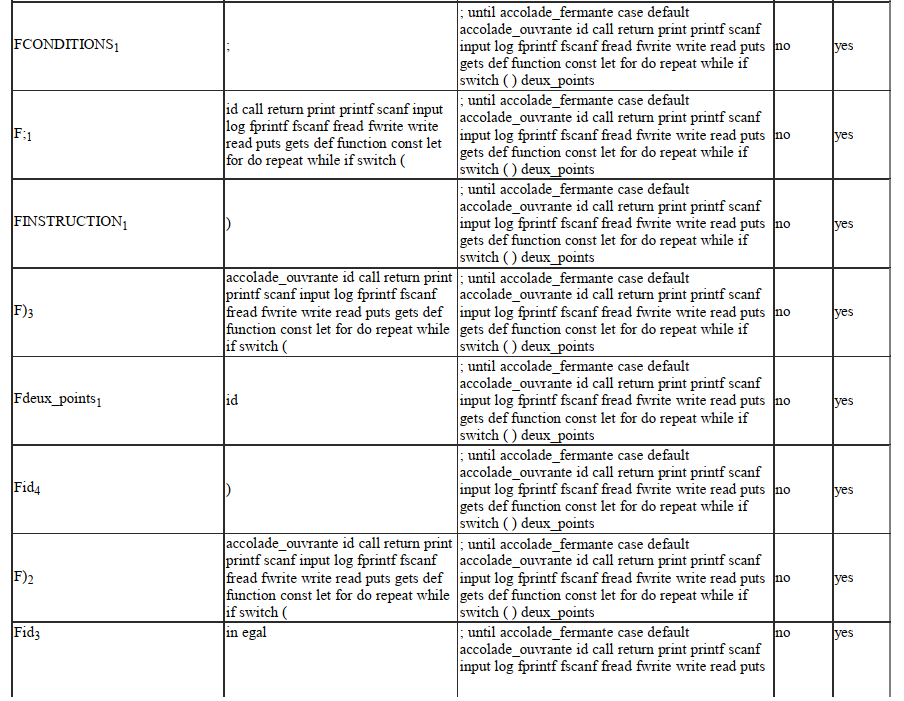 FCONDITIONS1
;
; until accolade_fermante case default
accolade_ouvrante id call return print printf scanf
input log fprintf fscanf fread fwrite write read puts
gets def function const let for do repeat while if
switch ( ) deux_points
no
yes
F;1
id call return print printf scanf input
log fprintf fscanf fread fwrite write
read puts gets def function const let
for do repeat while if switch (
; until accolade_fermante case default
accolade_ouvrante id call return print printf scanf
input log fprintf fscanf fread fwrite write read puts
gets def function const let for do repeat while if
switch ( ) deux_points
no
yes
FINSTRUCTION1
)
; until accolade_fermante case default
accolade_ouvrante id call return print printf scanf
input log fprintf fscanf fread fwrite write read puts
gets def function const let for do repeat while if
switch ( ) deux_points
no
yes
F)3
accolade_ouvrante id call return print
printf scanf input log fprintf fscanf
fread fwrite write read puts gets def
function const let for do repeat while
if switch (
; until accolade_fermante case default
accolade_ouvrante id call return print printf scanf
input log fprintf fscanf fread fwrite write read puts
gets def function const let for do repeat while if
switch ( ) deux_points
no
yes
Fdeux_points1
id
; until accolade_fermante case default
accolade_ouvrante id call return print printf scanf
input log fprintf fscanf fread fwrite write read puts
gets def function const let for do repeat while if
switch ( ) deux_points
no
yes
Fid4
)
; until accolade_fermante case default
accolade_ouvrante id call return print printf scanf
input log fprintf fscanf fread fwrite write read puts
gets def function const let for do repeat while if
switch ( ) deux_points
no
yes
F)2
accolade_ouvrante id call return print
printf scanf input log fprintf fscanf
fread fwrite write read puts gets def
function const let for do repeat while
if switch (
; until accolade_fermante case default
accolade_ouvrante id call return print printf scanf
input log fprintf fscanf fread fwrite write read puts
gets def function const let for do repeat while if
switch ( ) deux_points
no
yes
Fid3
in egal
; until accolade_fermante case default
accolade_ouvrante id call return print printf scanf
input log fprintf fscanf fread fwrite write read puts
no
yes